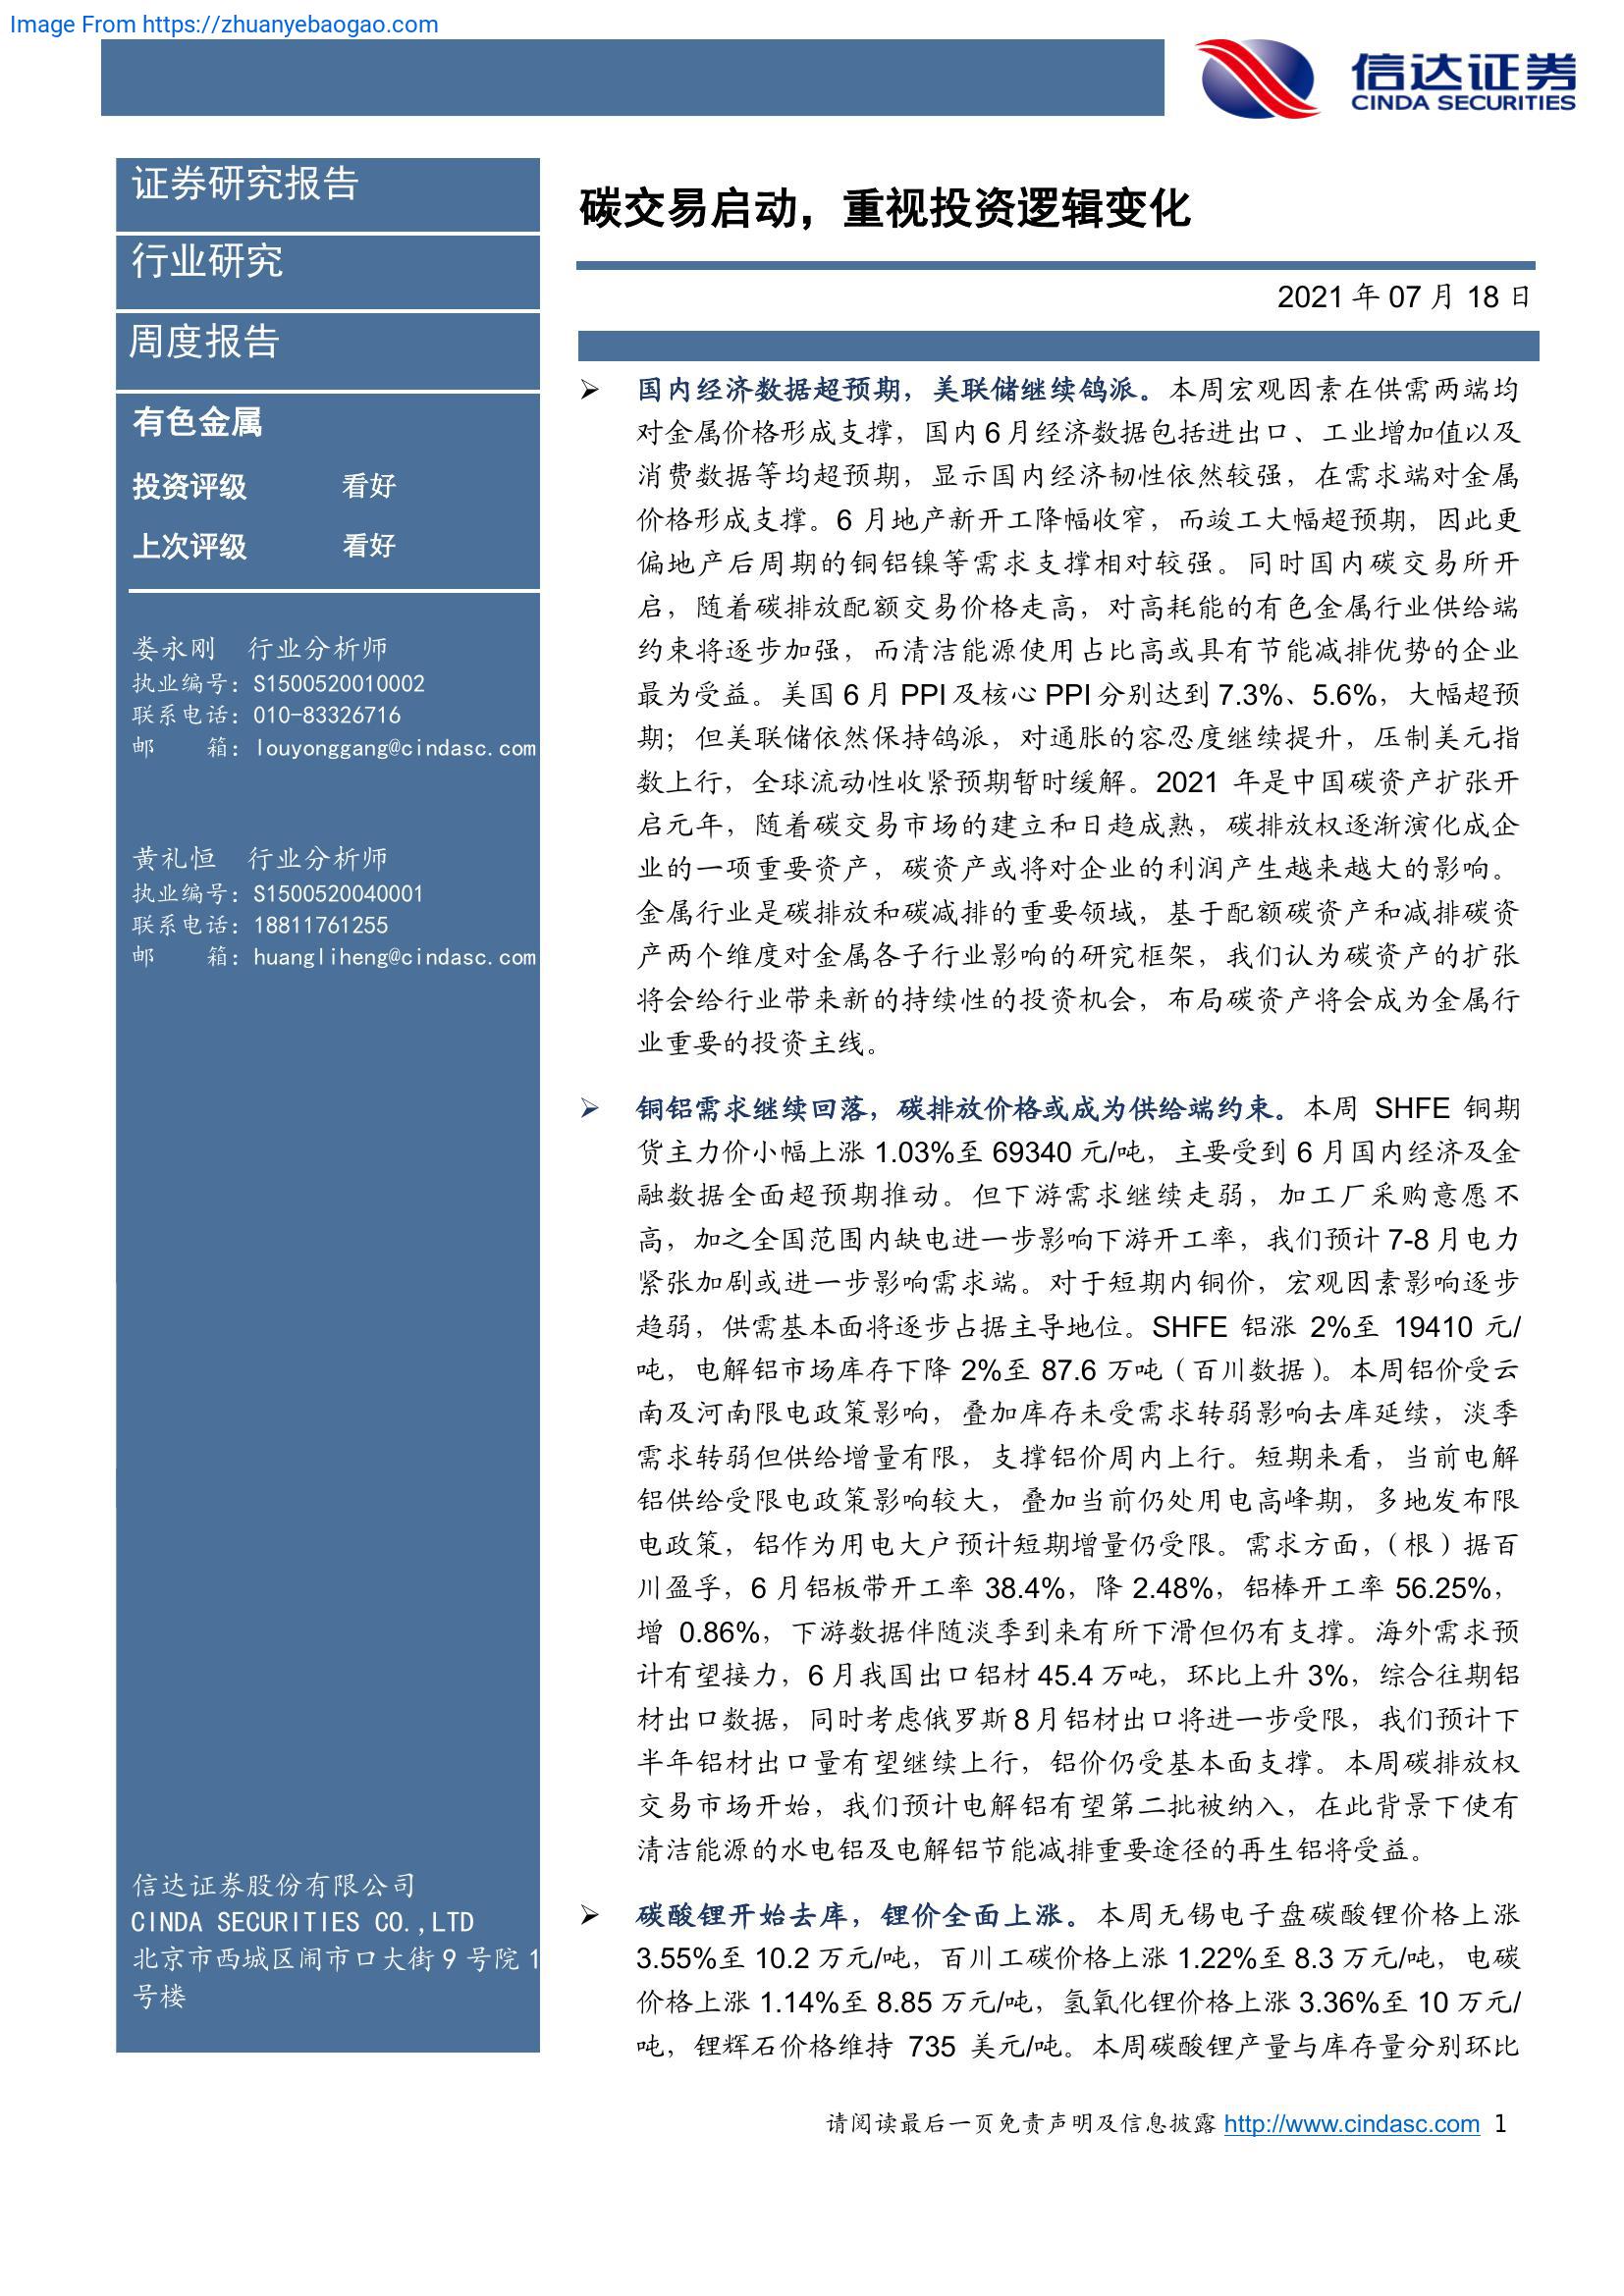 Image From https://zhuanyebaogao.com
信达证券
CINDA SECURITIES
证券研究报告
行业研究
周度报告
有色金属
投资评级 看好
上次评级 看好
娄永刚 行业分析师
执业编号：S1500520010002
联系电话：010-83326716
邮 箱：louyonggang@cindasc.com
黄礼恒 行业分析师
执业编号：S1500520040001
联系电话：18811761255
邮 箱：huangliheng@cindasc.com
信达证券股份有限公司
CINDA SECURITIES CO.,LTD
北京市西城区闹市口大街9号院1
号楼
碳交易启动，重视投资逻辑变化
2021 年 07 月 18 日
➢ 国内经济数据超预期，美联储继续鸽派。本周宏观因素在供需两端均
对金属价格形成支撑，国内 6 月经济数据包括进出口、工业增加值以及
消费数据等均超预期，显示国内经济韧性依然较强，在需求端对金属
价格形成支撑。6 月地产新开工降幅收窄，而竣工大幅超预期，因此更
偏地产后周期的铜铝镍等需求支撑相对较强。同时国内碳交易所开
启，随着碳排放配额交易价格走高，对高耗能的有色金属行业供给端
约束将逐步加强，而清洁能源使用占比高或具有节能减排优势的企业
最为受益。美国 6 月 PPI 及核心 PPI 分别达到 7.3%、5.6%，大幅超预
期；但美联储依然保持鸽派，对通胀的容忍度继续提升，压制美元指
数上行，全球流动性收紧预期暂时缓解。2021 年是中国碳资产扩张开
启元年，随着碳交易市场的建立和日趋成熟，碳排放权逐渐演化成企
业的一项重要资产，碳资产或将对企业的利润产生越来越大的影响。
金属行业是碳排放和碳减排的重要领域，基于配额碳资产和减排碳资
产两个维度对金属各子行业影响的研究框架，我们认为碳资产的扩张
将会给行业带来新的持续性的投资机会，布局碳资产将会成为金属行
业重要的投资主线。
➢ 铜铝需求继续回落，碳排放价格或成为供给端约束。本周 SHFE 铜期
货主力价小幅上涨 1.03%至 69340 元/吨，主要受到 6 月国内经济及金
融数据全面超预期推动。但下游需求继续走弱，加工厂采购意愿不
高，加之全国范围内缺电进一步影响下游开工率，我们预计 7-8 月电力
紧张加剧或进一步影响需求端。对于短期内铜价，宏观因素影响逐步
趋弱，供需基本面将逐步占据主导地位。SHFE 铝涨 2%至 19410 元/
吨，电解铝市场库存下降 2%至 87.6 万吨（百川数据）。本周铝价受云
南及河南限电政策影响，叠加库存未受需求转弱影响去库延续，淡季
需求转弱但供给增量有限，支撑铝价周内上行。短期来看，当前电解
铝供给受限电政策影响较大，叠加当前仍处用电高峰期，多地发布限
电政策，铝作为用电大户预计短期增量仍受限。需求方面，（根）据百
川盈孚，6 月铝板带开工率 38.4%，降 2.48%，铝棒开工率 56.25%，
增 0.86%，下游数据伴随淡季到来有所下滑但仍有支撑。海外需求预
计有望接力，6 月我国出口铝材 45.4 万吨，环比上升 3%，综合往期铝
材出口数据，同时考虑俄罗斯 8 月铝材出口将进一步受限，我们预计下
半年铝材出口量有望继续上行，铝价仍受基本面支撑。本周碳排放权
交易市场开始，我们预计电解铝有望第二批被纳入，在此背景下使有
清洁能源的水电铝及电解铝节能减排重要途径的再生铝将受益。
➢ 碳酸锂开始去库，锂价全面上涨。本周无锡电子盘碳酸锂价格上涨
3.55%至 10.2 万元/吨，百川工碳价格上涨 1.22%至 8.3 万元/吨，电碳
价格上涨 1.14%至 8.85 万元/吨，氢氧化锂价格上涨 3.36%至 10 万元/
吨，锂辉石价格维持 735 美元/吨。本周碳酸锂产量与库存量分别环比
请阅读最后一页免责声明及信息披露 http://www.cindasc.com 1